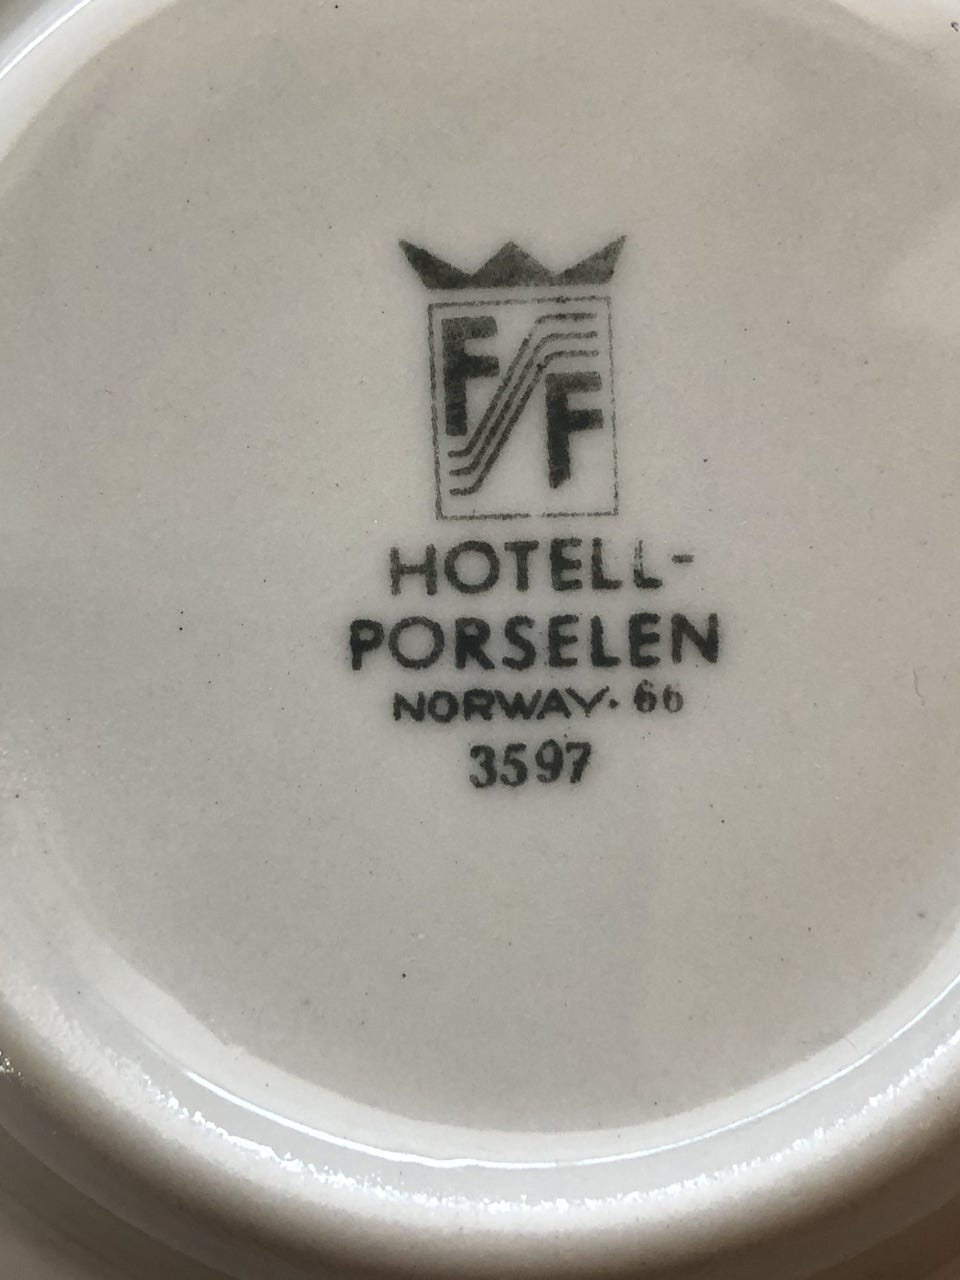 F F
HOTELL-
PORSELEN
NORWAY · 66
3597